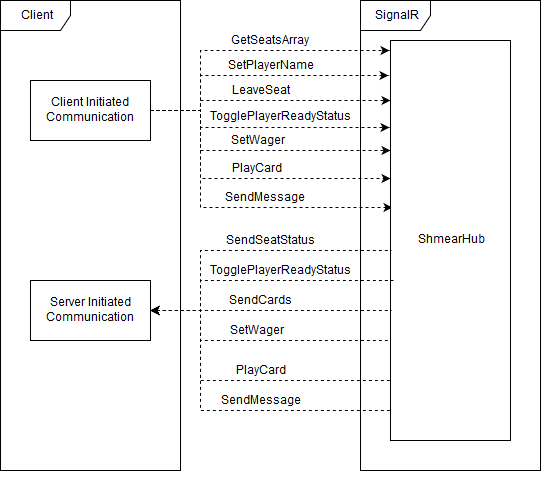 Client
SignalR
GetSeatsArray
SetPlayerName
LeaveSeat
TogglePlayerReadyStatus
SetWager
PlayCard
SendMessage
Client Initiated
Communication
ShmearHub
SendSeatStatus
TogglePlayerReadyStatus
SendCards
SetWager
PlayCard
SendMessage
Server Initiated
Communication